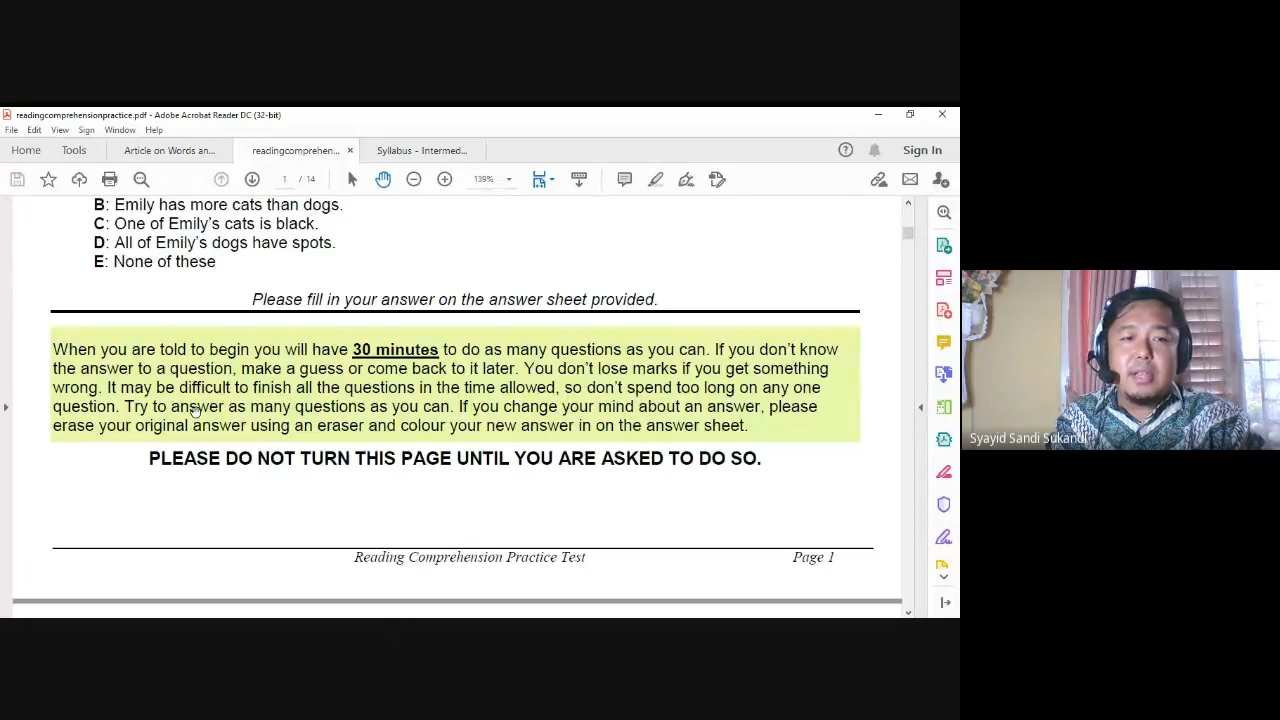 readingcomprehensionpractice.pdf - Adobe Acrobat Reader DC (32-bit)
File Edit View Sign Window Help
Home Tools Article on Words an... readingcomprehen... × Syllabus - Intermed... Sign In
1 / 14 139%
B: Emily has more cats than dogs.
C: One of Emily's cats is black.
D: All of Emily's dogs have spots.
E: None of these
Please fill in your answer on the answer sheet provided.
When you are told to begin you will have 30 minutes to do as many questions as you can. If you don't know
the answer to a question, make a guess or come back to it later. You don't lose marks if you get something
wrong. It may be difficult to finish all the questions in the time allowed, so don't spend too long on any one
question. Try to answer as many questions as you can. If you change your mind about an answer, please
erase your original answer using an eraser and colour your new answer in on the answer sheet.
PLEASE DO NOT TURN THIS PAGE UNTIL YOU ARE ASKED TO DO SO.
Reading Comprehension Practice Test Page 1
Syayid Sandi Sukandi